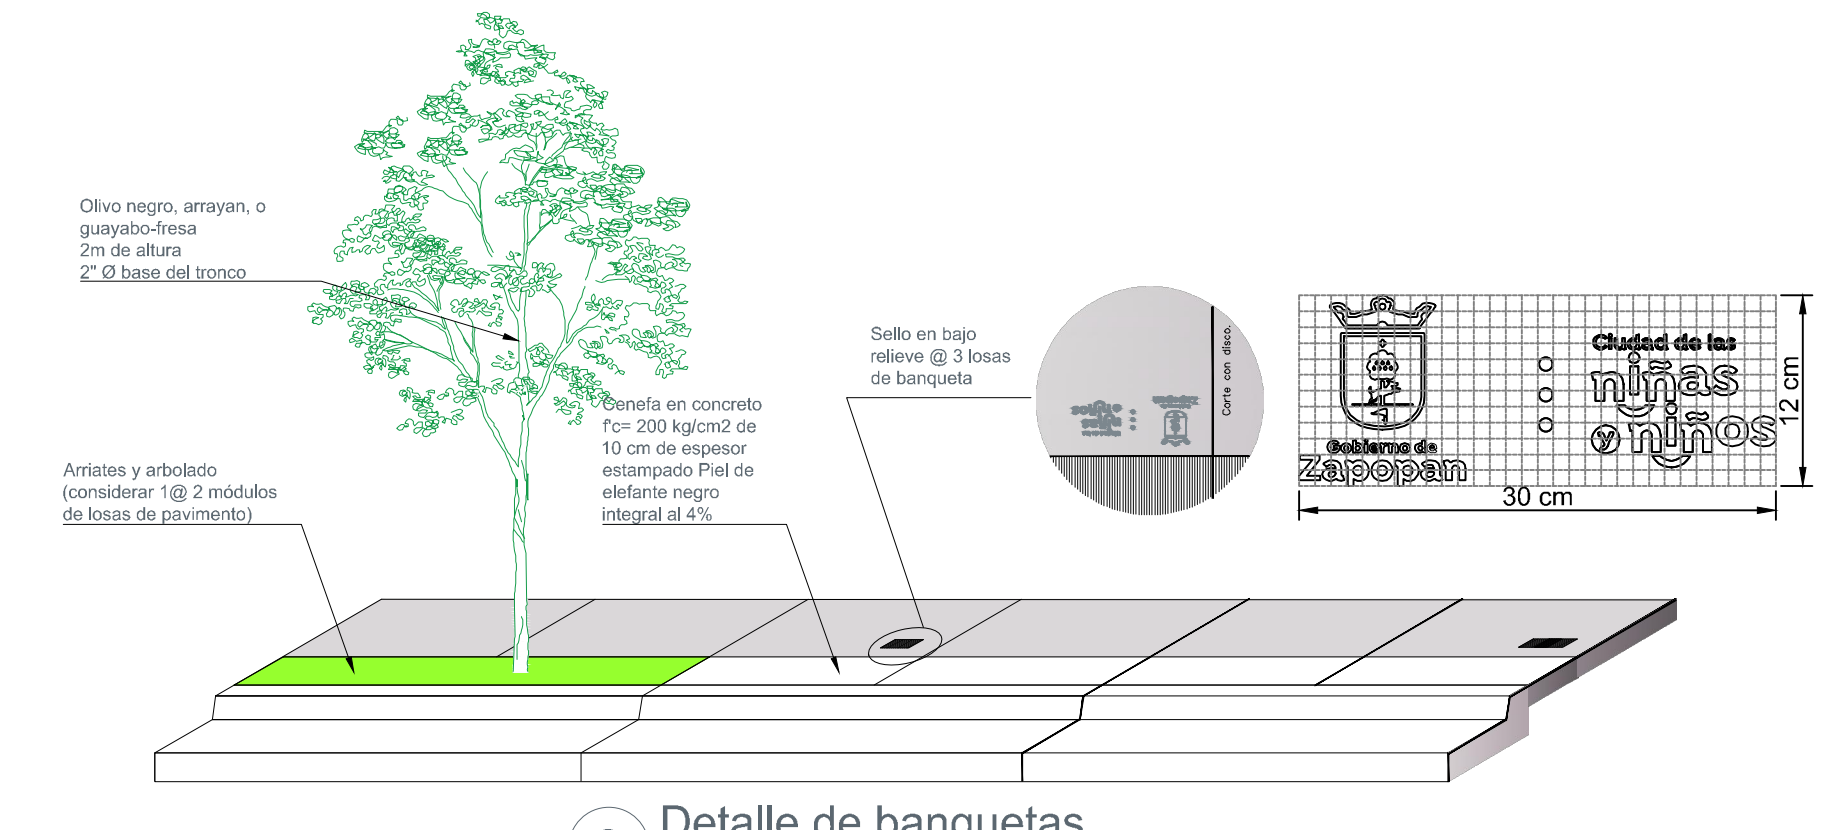 Olivo negro, arrayan, o
guayabo-fresa
2m de altura
2" Ø base del tronco
Arriates y arbolado
(considerar 1@ 2 módulos
de losas de pavimento)
Cenefa en concreto
f'c= 200 kg/cm2 de
10 cm de espesor
estampado Piel de
elefante negro
integral al 4%
Sello en bajo
relieve @ 3 losas
de banqueta
Corte con disco.
Gobierno de
Zapopan
Ciudad de las
niñas
y niños
12 cm
30 cm
Detalle de banquetas